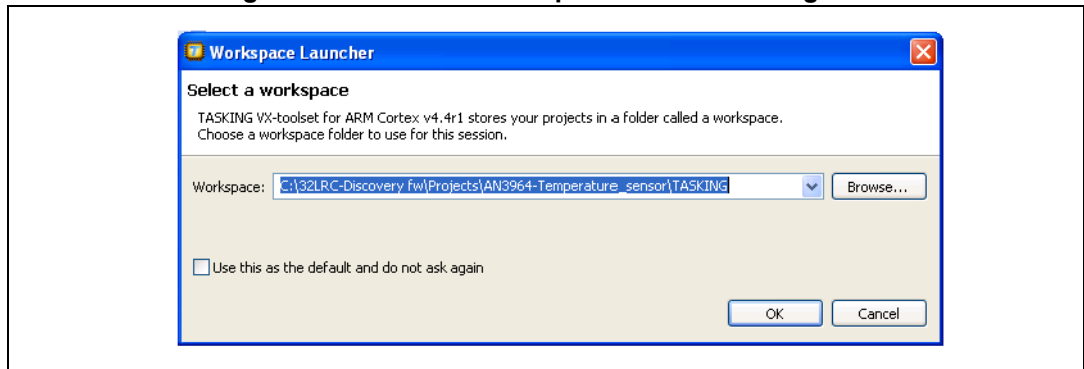 Workspace Launcher
Select a workspace
TASKING VX-toolset for ARM Cortex v4.4r1 stores your projects in a folder called a workspace.
Choose a workspace folder to use for this session.
Workspace: C:\32LRC-Discovery fw\Projects\AN3964-Temperature_sensor\TASKING Browse...
Use this as the default and do not ask again
OK Cancel